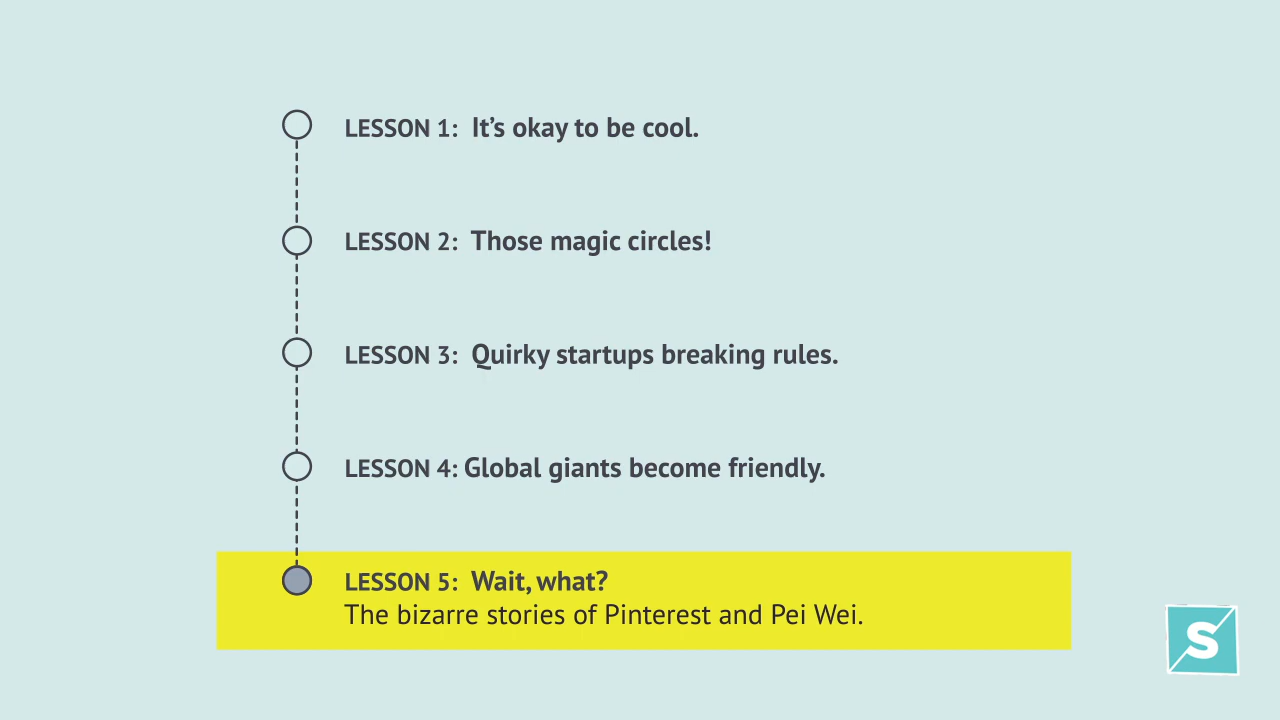 LESSON 1: It’s okay to be cool.
LESSON 2: Those magic circles!
LESSON 3: Quirky startups breaking rules.
LESSON 4: Global giants become friendly.
LESSON 5: Wait, what?
The bizarre stories of Pinterest and Pei Wei.
S